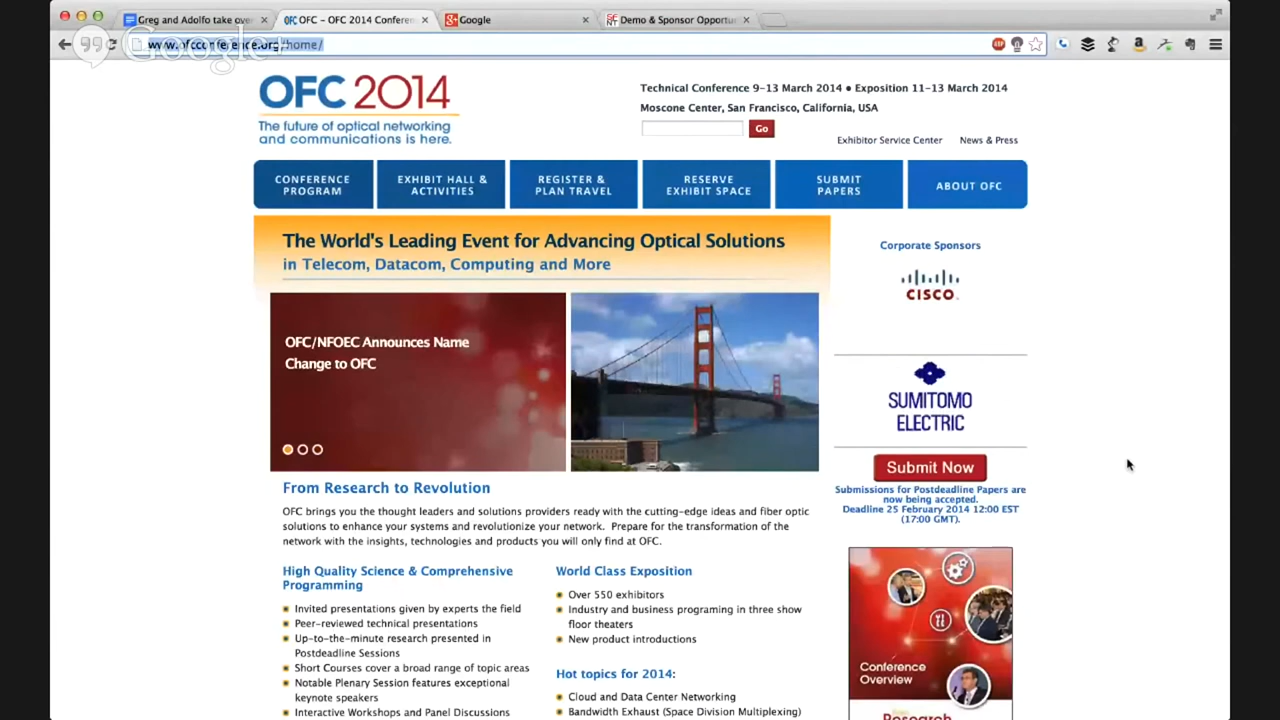 Greg and Adolfo take over
OFC – OFC 2014 Conferen
Google
Demo & Sponsor Opportu
www.ofcconference.org/home/
Google
OFC 2014
The future of optical networking
and communications is here.
Technical Conference 9–13 March 2014 ● Exposition 11–13 March 2014
Moscone Center, San Francisco, California, USA
Go
Exhibitor Service Center
News & Press
CONFERENCE
PROGRAM
EXHIBIT HALL &
ACTIVITIES
REGISTER &
PLAN TRAVEL
RESERVE
EXHIBIT SPACE
SUBMIT
PAPERS
ABOUT OFC
The World's Leading Event for Advancing Optical Solutions
in Telecom, Datacom, Computing and More
OFC/NFOEC Announces Name
Change to OFC
Corporate Sponsors
CISCO
SUMITOMO
ELECTRIC
Submit Now
Submissions for Postdeadline Papers are
now being accepted.
Deadline 25 February 2014 12:00 EST
(17:00 GMT).
From Research to Revolution
OFC brings you the thought leaders and solutions providers ready with the cutting-edge ideas and fiber optic
solutions to enhance your systems and revolutionize your network. Prepare for the transformation of the
network with the insights, technologies and products you will only find at OFC.
High Quality Science & Comprehensive
Programming
Invited presentations given by experts the field
Peer-reviewed technical presentations
Up-to-the-minute research presented in
Postdeadline Sessions
Short Courses cover a broad range of topic areas
Notable Plenary Session features exceptional
keynote speakers
Interactive Workshops and Panel Discussions
World Class Exposition
Over 550 exhibitors
Industry and business programing in three show
floor theaters
New product introductions
Hot topics for 2014:
Cloud and Data Center Networking
Bandwidth Exhaust (Space Division Multiplexing)
Conference
Overview
Research